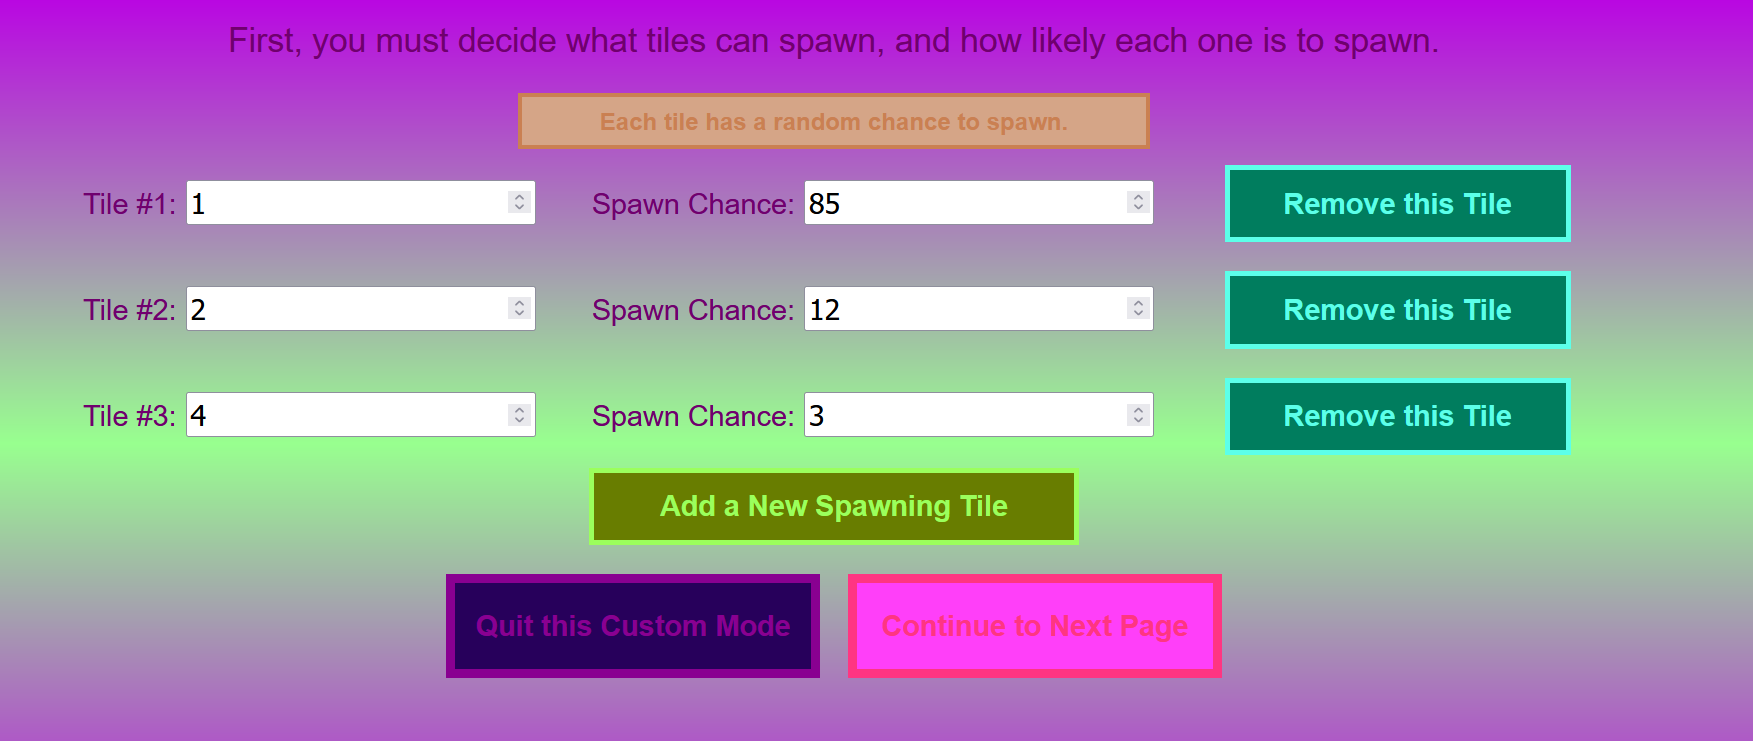 First, you must decide what tiles can spawn, and how likely each one is to spawn.
Each tile has a random chance to spawn.
Tile #1: 1 Spawn Chance: 85 Remove this Tile
Tile #2: 2 Spawn Chance: 12 Remove this Tile
Tile #3: 4 Spawn Chance: 3 Remove this Tile
Add a New Spawning Tile
Quit this Custom Mode Continue to Next Page